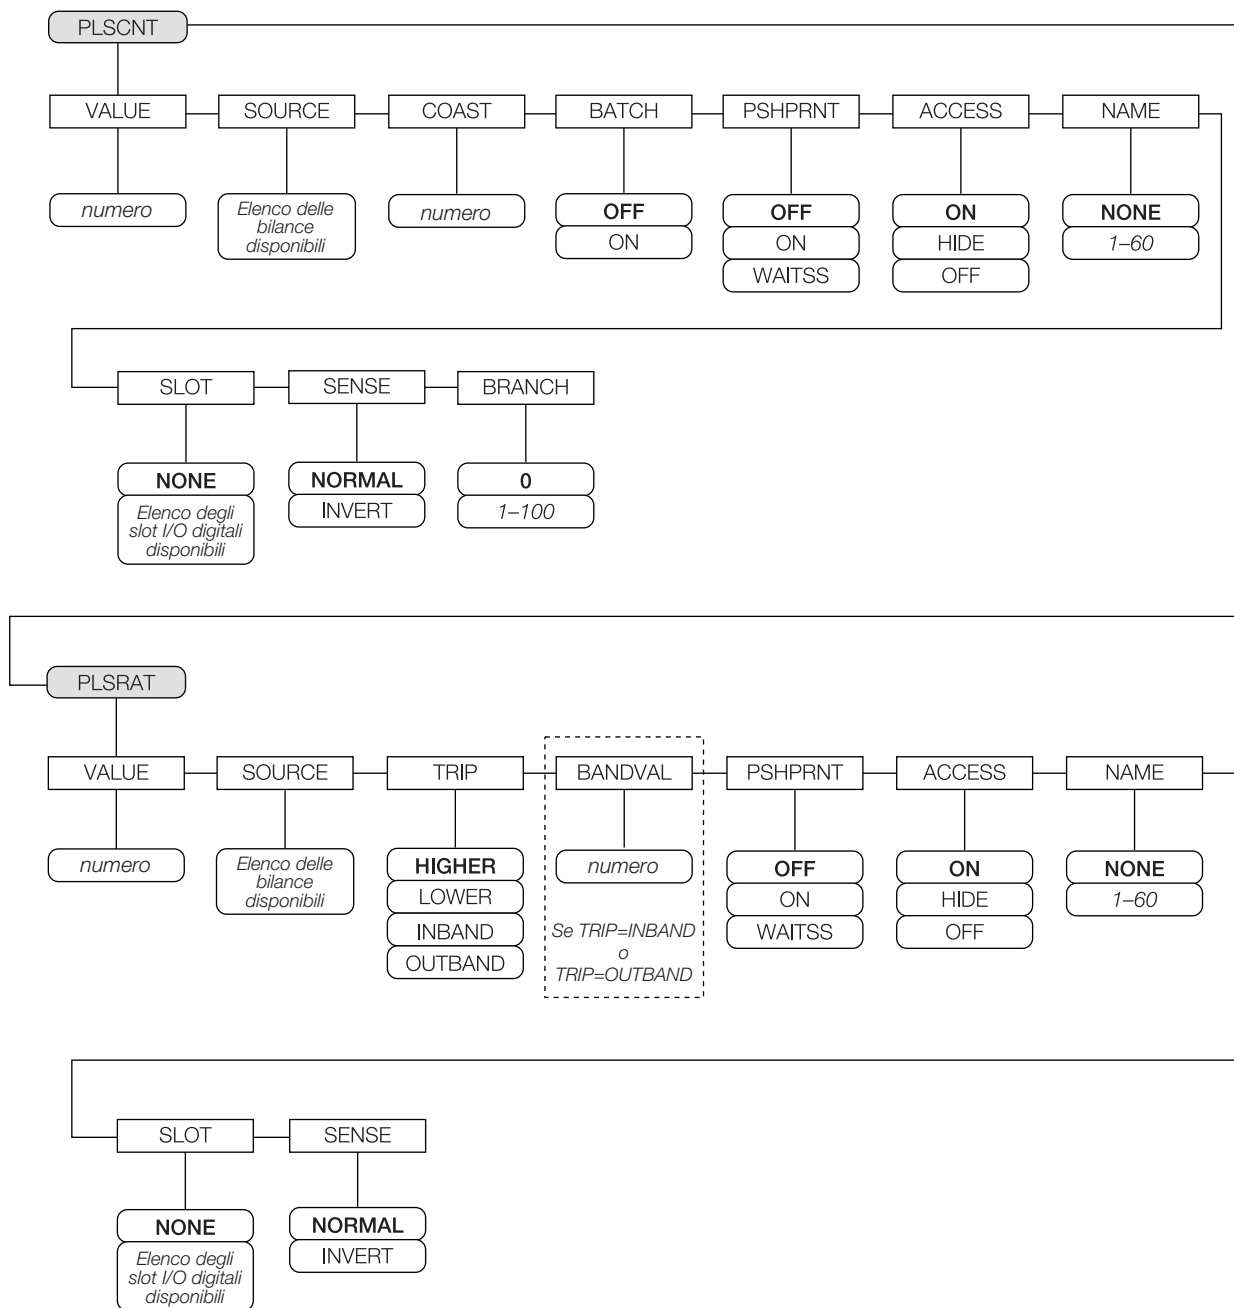 PLSCNT
VALUE
SOURCE
COAST
BATCH
PSHPRNT
ACCESS
NAME
numero
Elenco delle
bilance
disponibili
numero
OFF
ON
OFF
ON
WAITSS
ON
HIDE
OFF
NONE
1–60
SLOT
SENSE
BRANCH
NONE
Elenco degli
slot I/O digitali
disponibili
NORMAL
INVERT
0
1–100
PLSRAT
VALUE
SOURCE
TRIP
BANDVAL
PSHPRNT
ACCESS
NAME
numero
Elenco delle
bilance
disponibili
HIGHER
LOWER
INBAND
OUTBAND
numero
Se TRIP=INBAND
o
TRIP=OUTBAND
OFF
ON
WAITSS
ON
HIDE
OFF
NONE
1–60
SLOT
SENSE
NONE
Elenco degli
slot I/O digitali
disponibili
NORMAL
INVERT